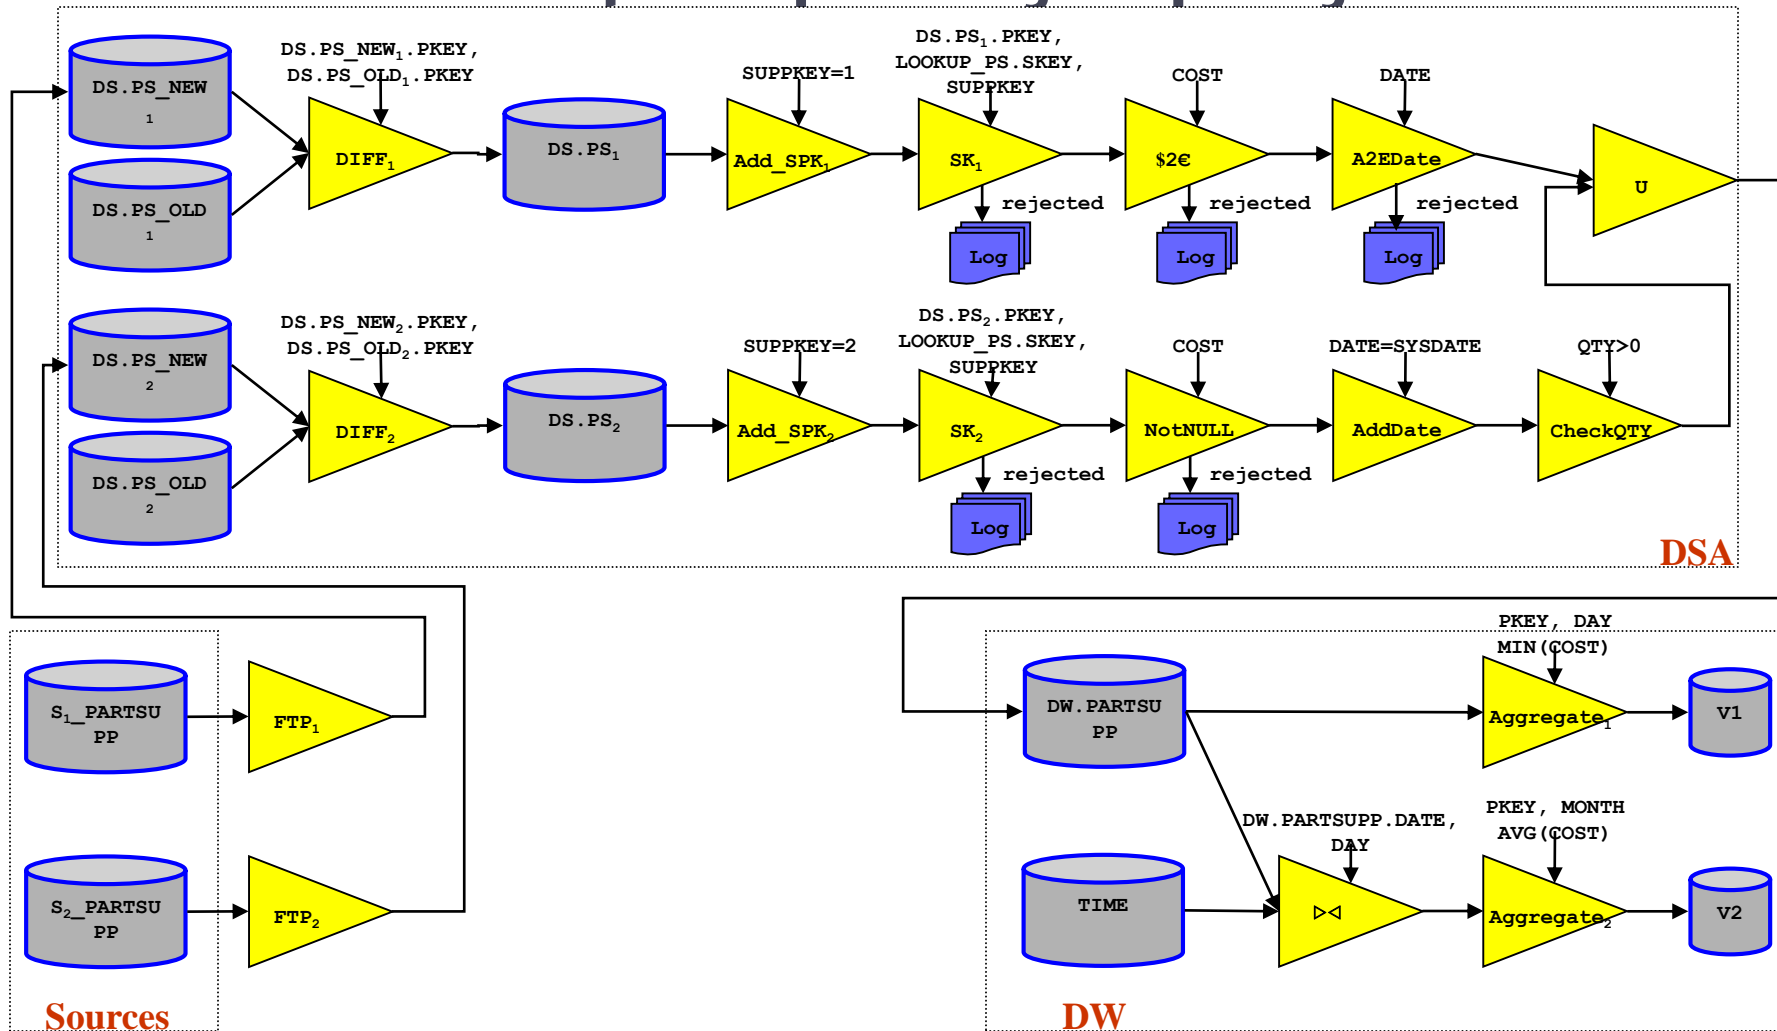 DS.PS_NEW₁.PKEY,
DS.PS_OLD₁.PKEY
DS.PS₁.PKEY,
LOOKUP_PS.SKEY,
SUPPKEY
SUPPKEY=1
COST
DATE
DS.PS_NEW
1
DS.PS_OLD
1
DIFF₁
DS.PS₁
Add_SPK₁
SK₁
$2€
A2EDate
U
rejected
rejected
rejected
Log
Log
Log
DS.PS_NEW₂.PKEY,
DS.PS_OLD₂.PKEY
DS.PS₂.PKEY,
LOOKUP_PS.SKEY,
SUPPKEY
SUPPKEY=2
COST
DATE=SYSDATE
QTY>0
DS.PS_NEW
2
DS.PS_OLD
2
DIFF₂
DS.PS₂
Add_SPK₂
SK₂
NotNULL
AddDate
CheckQTY
rejected
rejected
Log
Log
DSA
S₁_PARTSU
PP
FTP₁
S₂_PARTSU
PP
FTP₂
Sources
PKEY, DAY
MIN(COST)
DW.PARTSU
PP
Aggregate₁
V1
DW.PARTSUPP.DATE,
DAY
PKEY, MONTH
AVG(COST)
TIME
▷◁
Aggregate₂
V2
DW